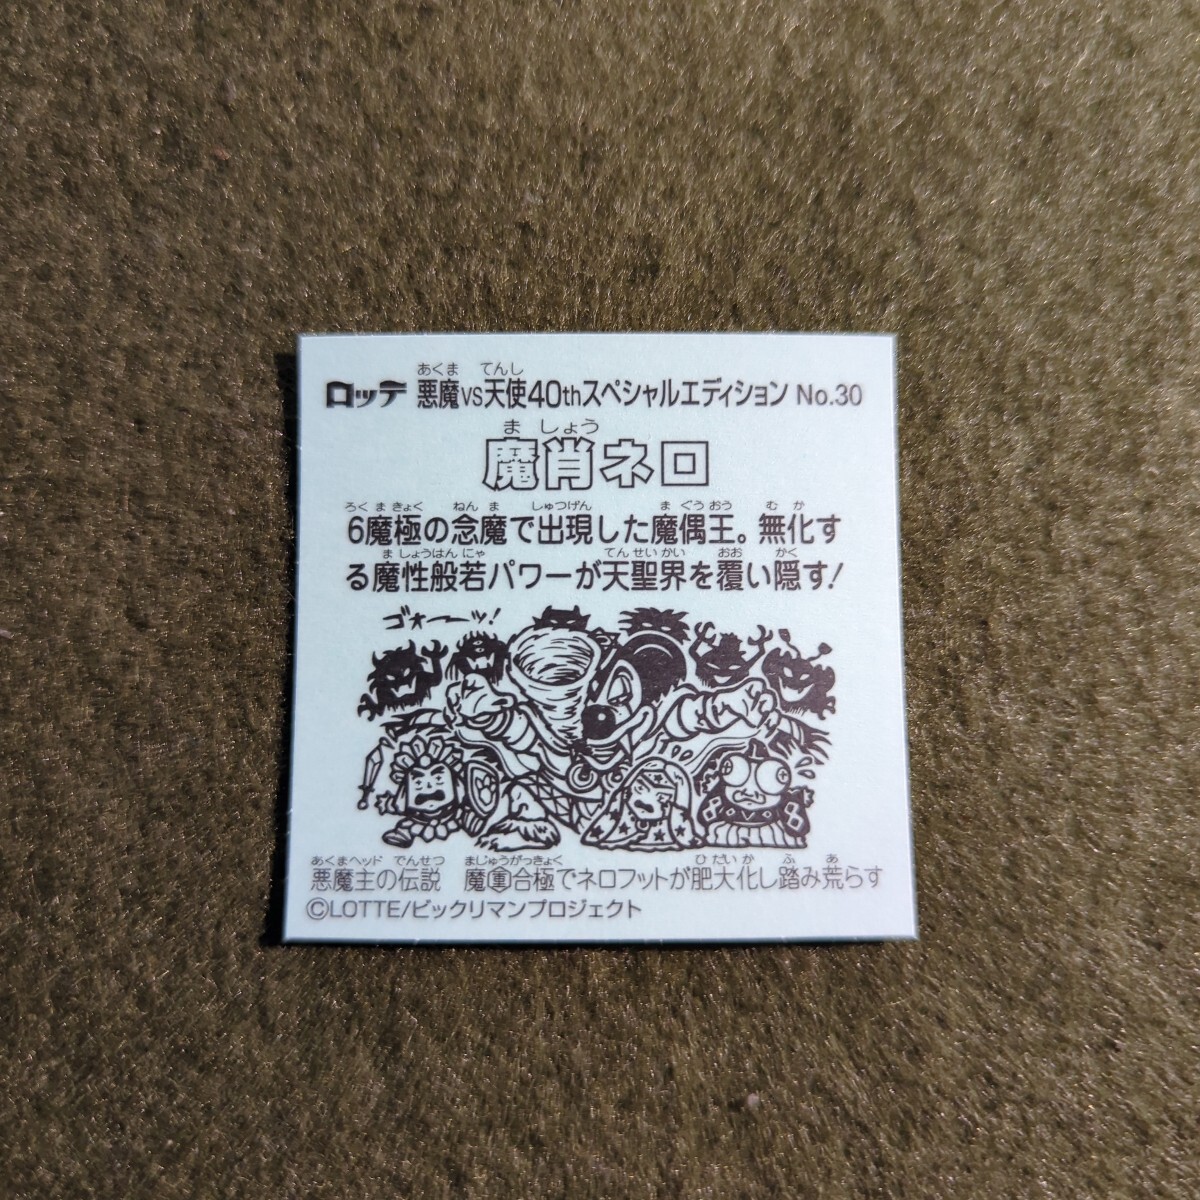 ロッテ 悪魔VS天使40thスペシャルエディション No.30
あくま てんし
魔肖ネロ
ましょう
6魔極の念魔で出現した魔偶王。無化す
ろくまきょく ねんま しゅつげん まぐうおう むか
る魔性般若パワーが天聖界を覆い隠す!
ましょうはんにゃ てんせいかい おお かく
ゴォーーッ!
POVOB
悪魔主の伝説 魔重合極でネロフットが肥大化し踏み荒らす
あくまヘッド でんせつ まじゅうがっきょく ひだいか ふ あ
©LOTTE/ビックリマンプロジェクト